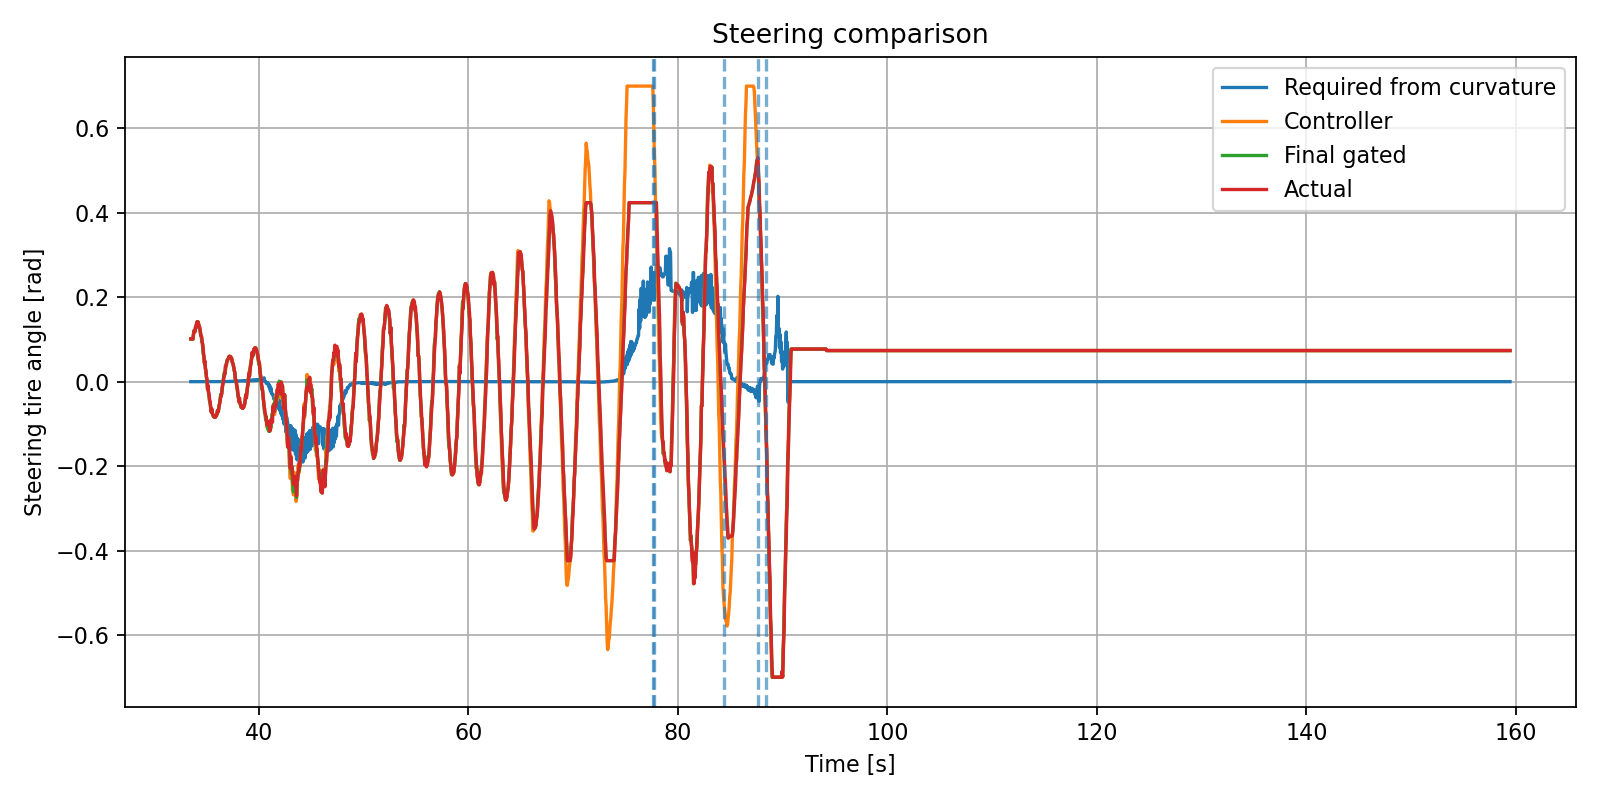 Steering comparison
Required from curvature
Controller
Final gated
Actual
Steering tire angle [rad]
0.6
0.4
0.2
0.0
−0.2
−0.4
−0.6
40 60 80 100 120 140 160
Time [s]